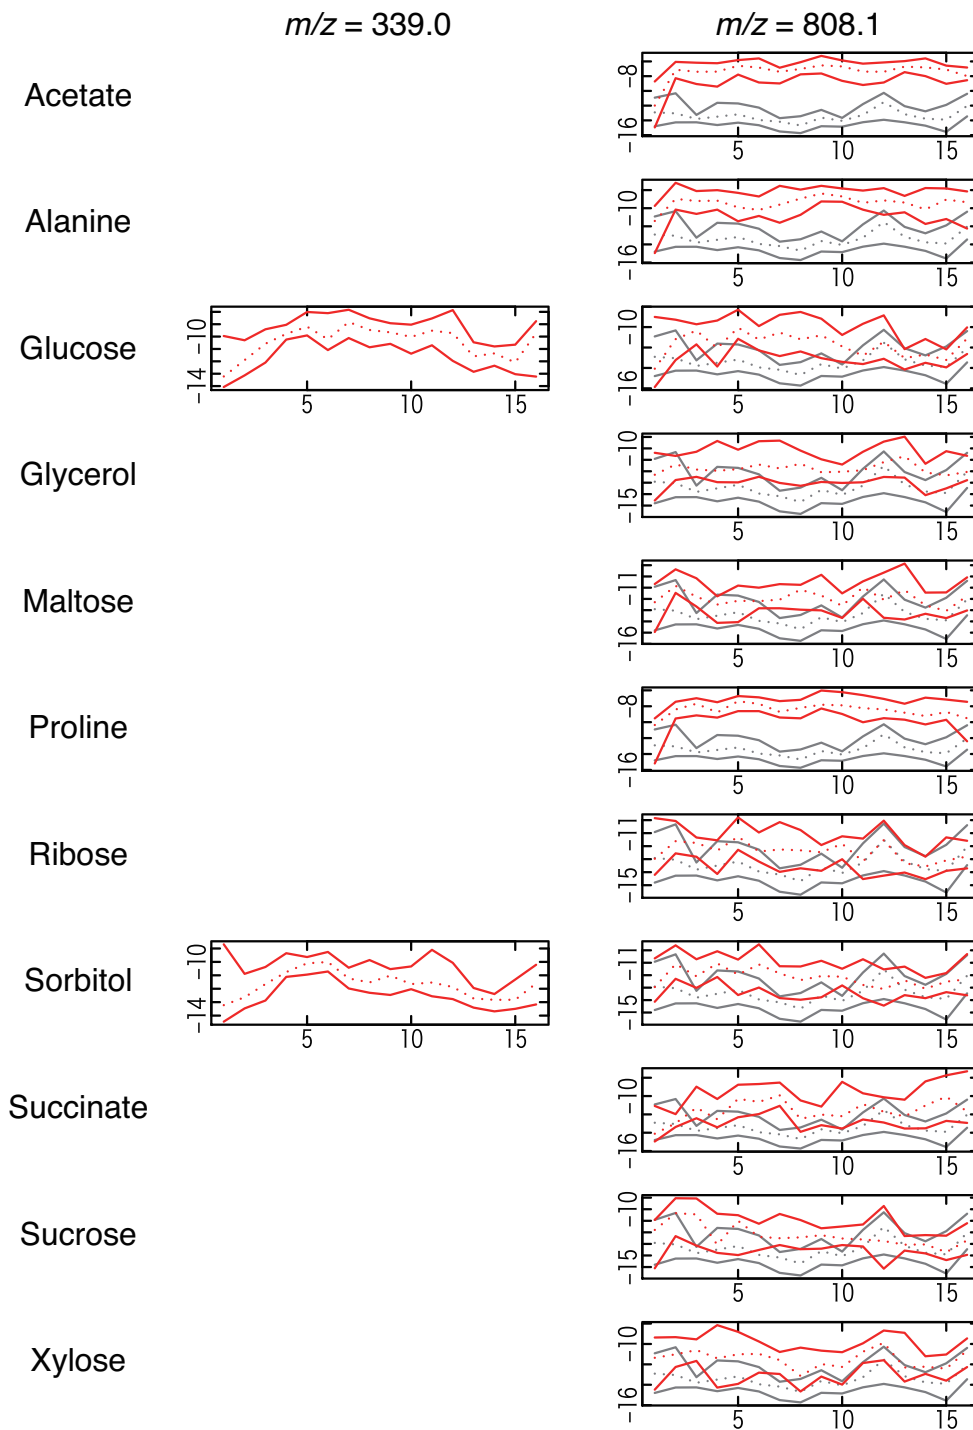 m/z = 339.0 m/z = 808.1
Acetate
−8
−16
5 10 15
Alanine
−10
−16
5 10 15
Glucose
−10
−14
5 10 15
−10
−16
5 10 15
Glycerol
−10
−15
5 10 15
Maltose
−11
−16
5 10 15
Proline
−8
−16
5 10 15
Ribose
−11
−15
5 10 15
Sorbitol
−10
−14
5 10 15
−11
−15
5 10 15
Succinate
−10
−16
5 10 15
Sucrose
−10
−15
5 10 15
Xylose
−10
−16
5 10 15